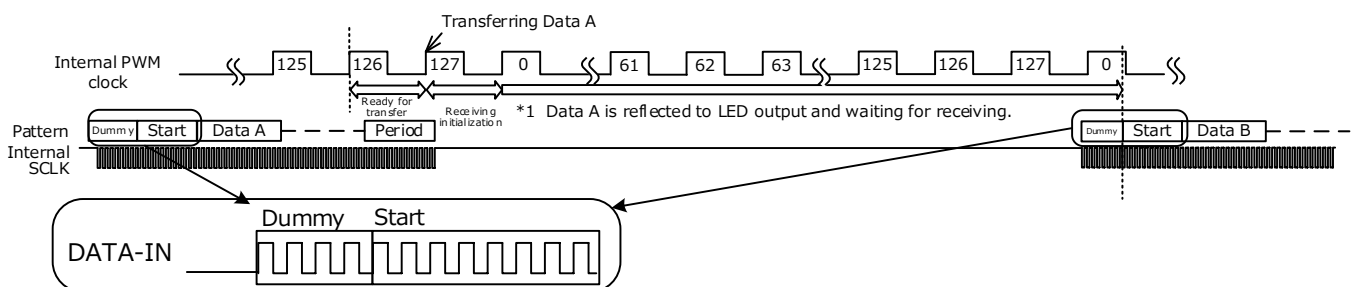 Transferring Data A
Internal PWM clock
125 126 127 0 61 62 63 125 126 127 0
Ready for transfer
Receiving initialization
*1 Data A is reflected to LED output and waiting for receiving.
Pattern
Dummy Start Data A Period Dummy Start Data B
Internal SCLK
Dummy Start
DATA-IN